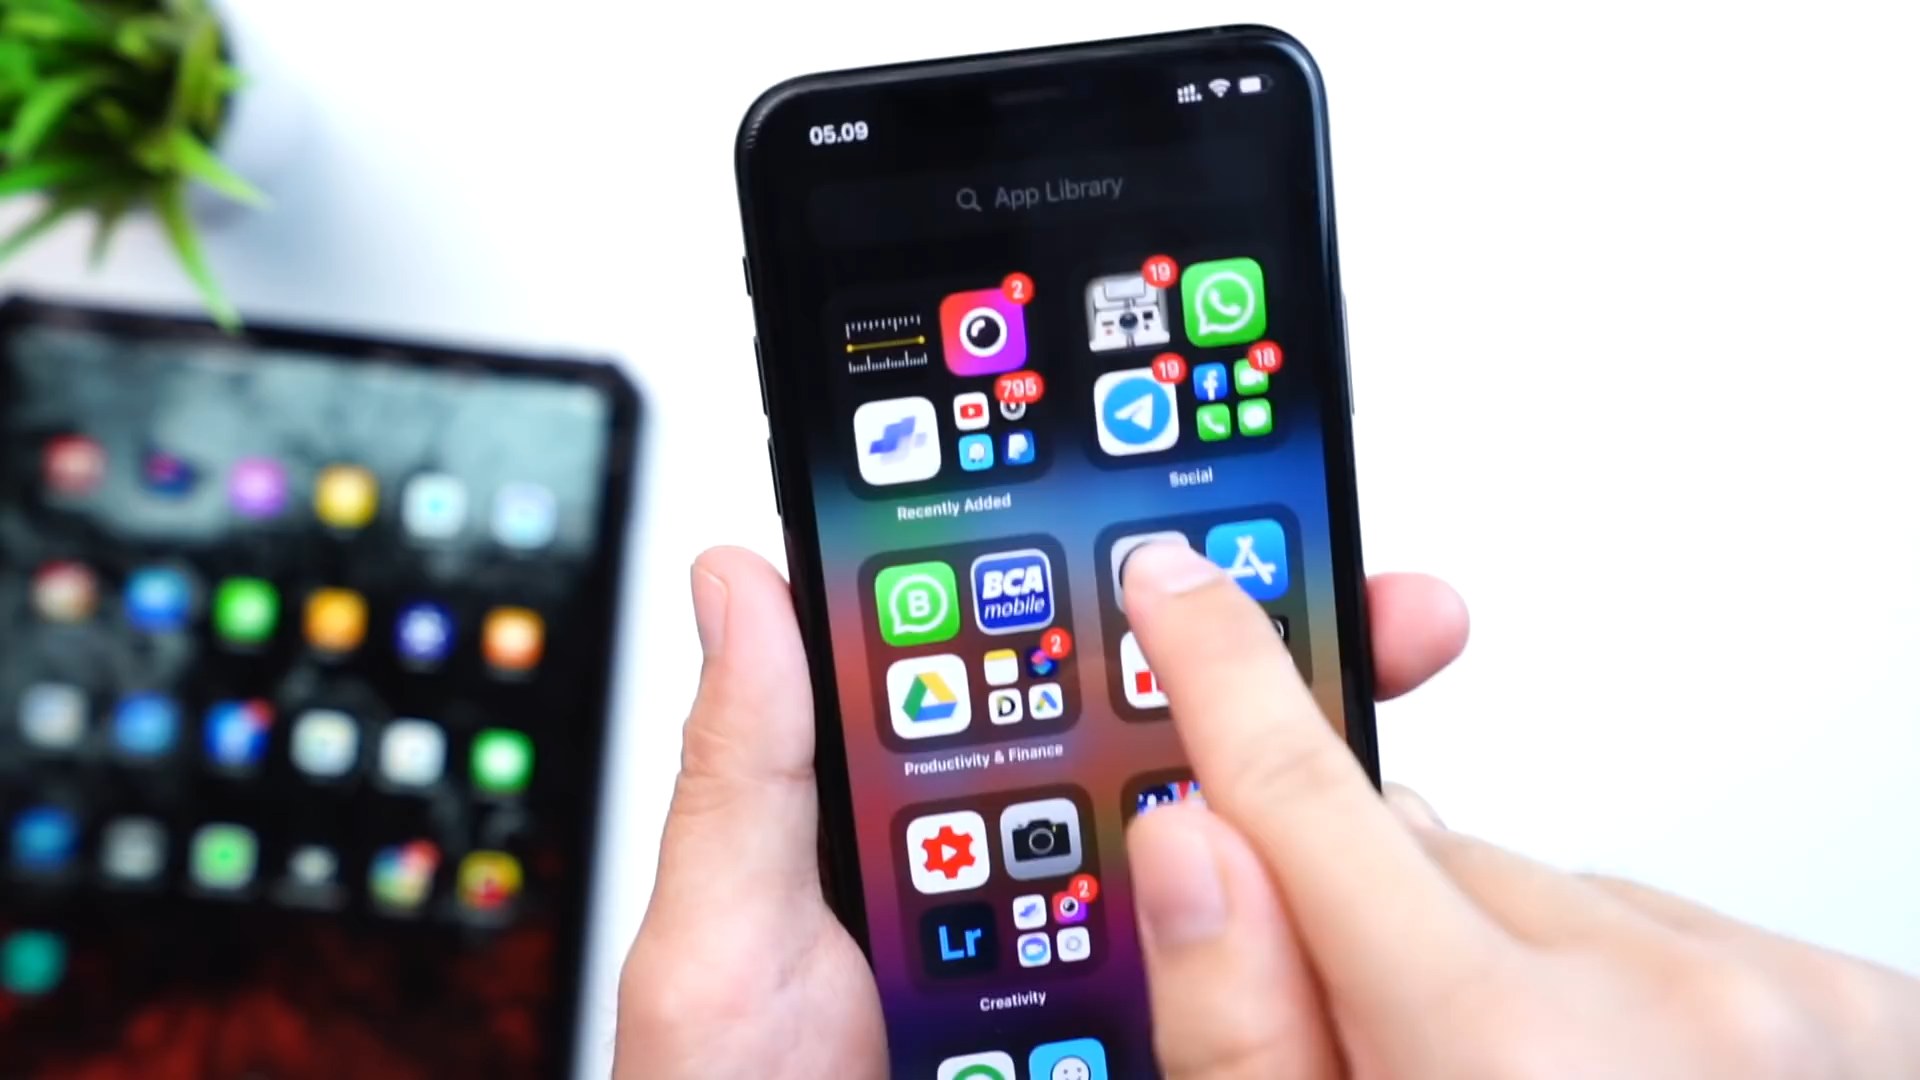 05.09
App Library
2
19
795
19
18
Recently Added
Social
B
BCA
mobile
2
D
Productivity & Finance
2
Lr
Creativity